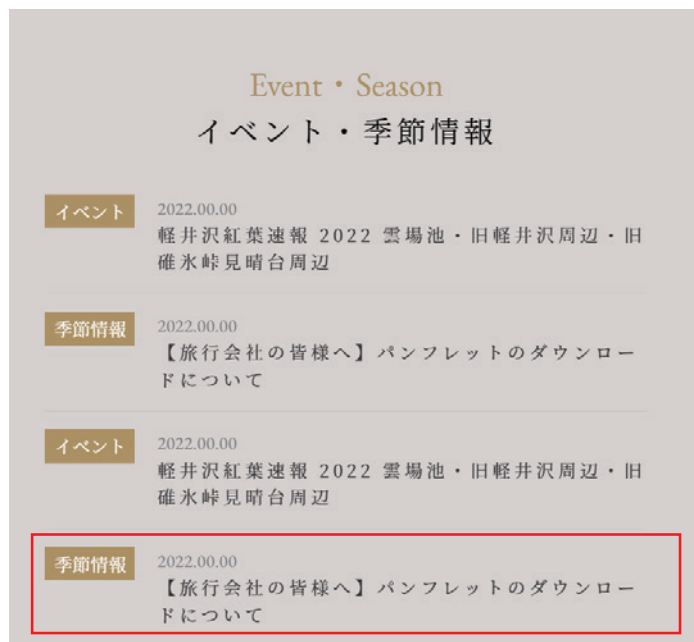 Event・Season
イベント・季節情報
イベント
2022.00.00
軽井沢紅葉速報 2022 雲場池・旧軽井沢周辺・旧
碓氷峠見晴台周辺
季節情報
2022.00.00
【旅行会社の皆様へ】パンフレットのダウンロー
ドについて
イベント
2022.00.00
軽井沢紅葉速報 2022 雲場池・旧軽井沢周辺・旧
碓氷峠見晴台周辺
季節情報
2022.00.00
【旅行会社の皆様へ】パンフレットのダウンロー
ドについて